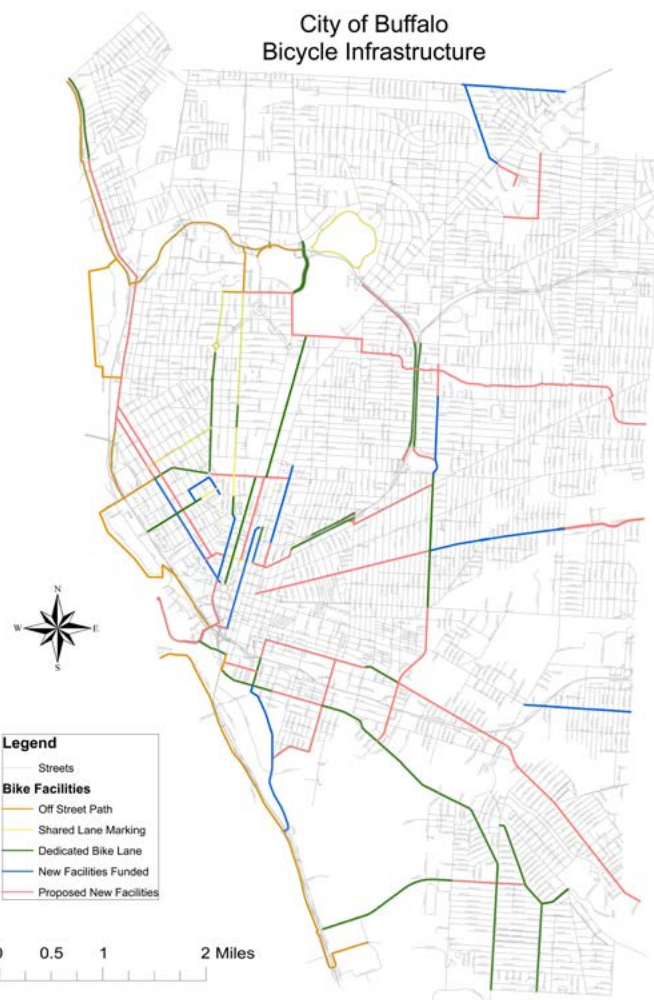 City of Buffalo
Bicycle Infrastructure
N
W E
S
Legend
Streets
Bike Facilities
Off Street Path
Shared Lane Marking
Dedicated Bike Lane
New Facilities Funded
Proposed New Facilities
0 0.5 1 2 Miles